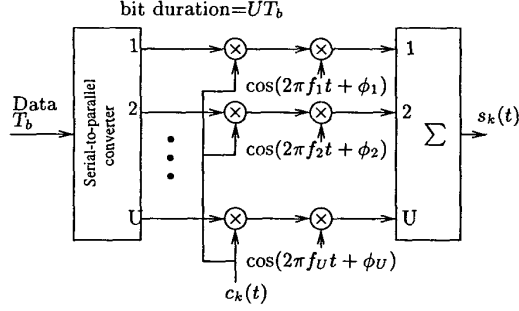 bit duration=UT_b
1
1
cos(2πf_1t + ϕ_1)
Data
T_b
Serial-to-parallel
converter
2
2
cos(2πf_2t + ϕ_2)
Σ
s_k(t)
U
U
cos(2πf_Ut + ϕ_U)
c_k(t)